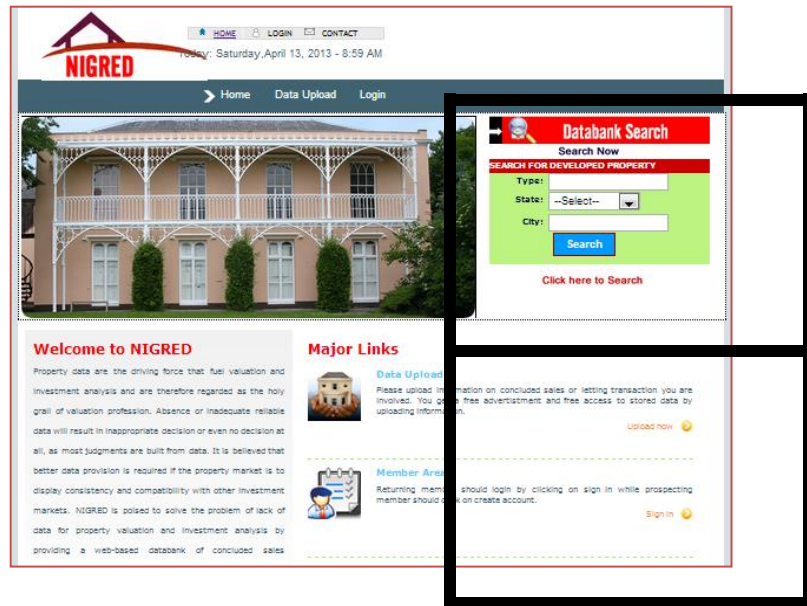 NIGRED
HOME LOGIN CONTACT
Today: Saturday,April 13, 2013 - 8:59 AM
Home Data Upload Login
Databank Search
Search Now
SEARCH FOR DEVELOPED PROPERTY
Type:
State: --Select--
City:
Search
Click here to Search
Welcome to NIGRED
Property data are the driving force that fuel valuation and
investment analysis and are therefore regarded as the holy
grail of valuation profession. Absence or inadequate reliable
data will result in inappropriate decision or even no decision at
all, as most judgments are built from data. It is believed that
better data provision is required if the property market is to
display consistency and compatibility with other investment
markets. NIGRED is poised to solve the problem of lack of
data for property valuation and investment analysis by
providing a web-based databank of concluded sales
Major Links
Data Upload
Please upload information on concluded sales or letting transaction you are
involved. You get a free advertistment and free access to stored data by
uploading information.
Upload now
Member Area
Returning member should login by clicking on sign in while prospecting
member should click on create account.
Sign in